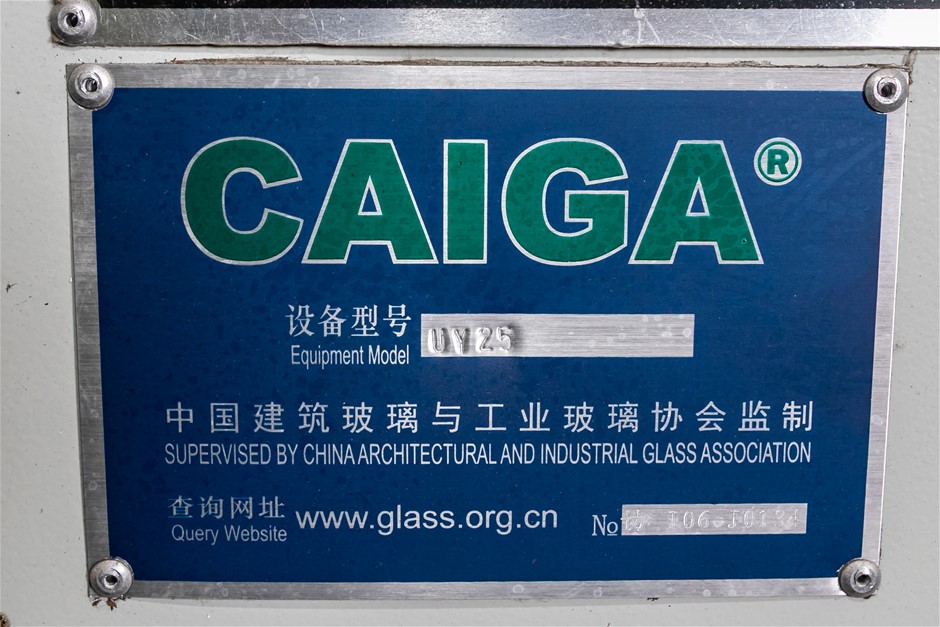 CAIGA®
设备型号
Equipment Model UY25
中国建筑玻璃与工业玻璃协会监制
SUPERVISED BY CHINA ARCHITECTURAL AND INDUSTRIAL GLASS ASSOCIATION
查询网址
Query Website www.glass.org.cn №